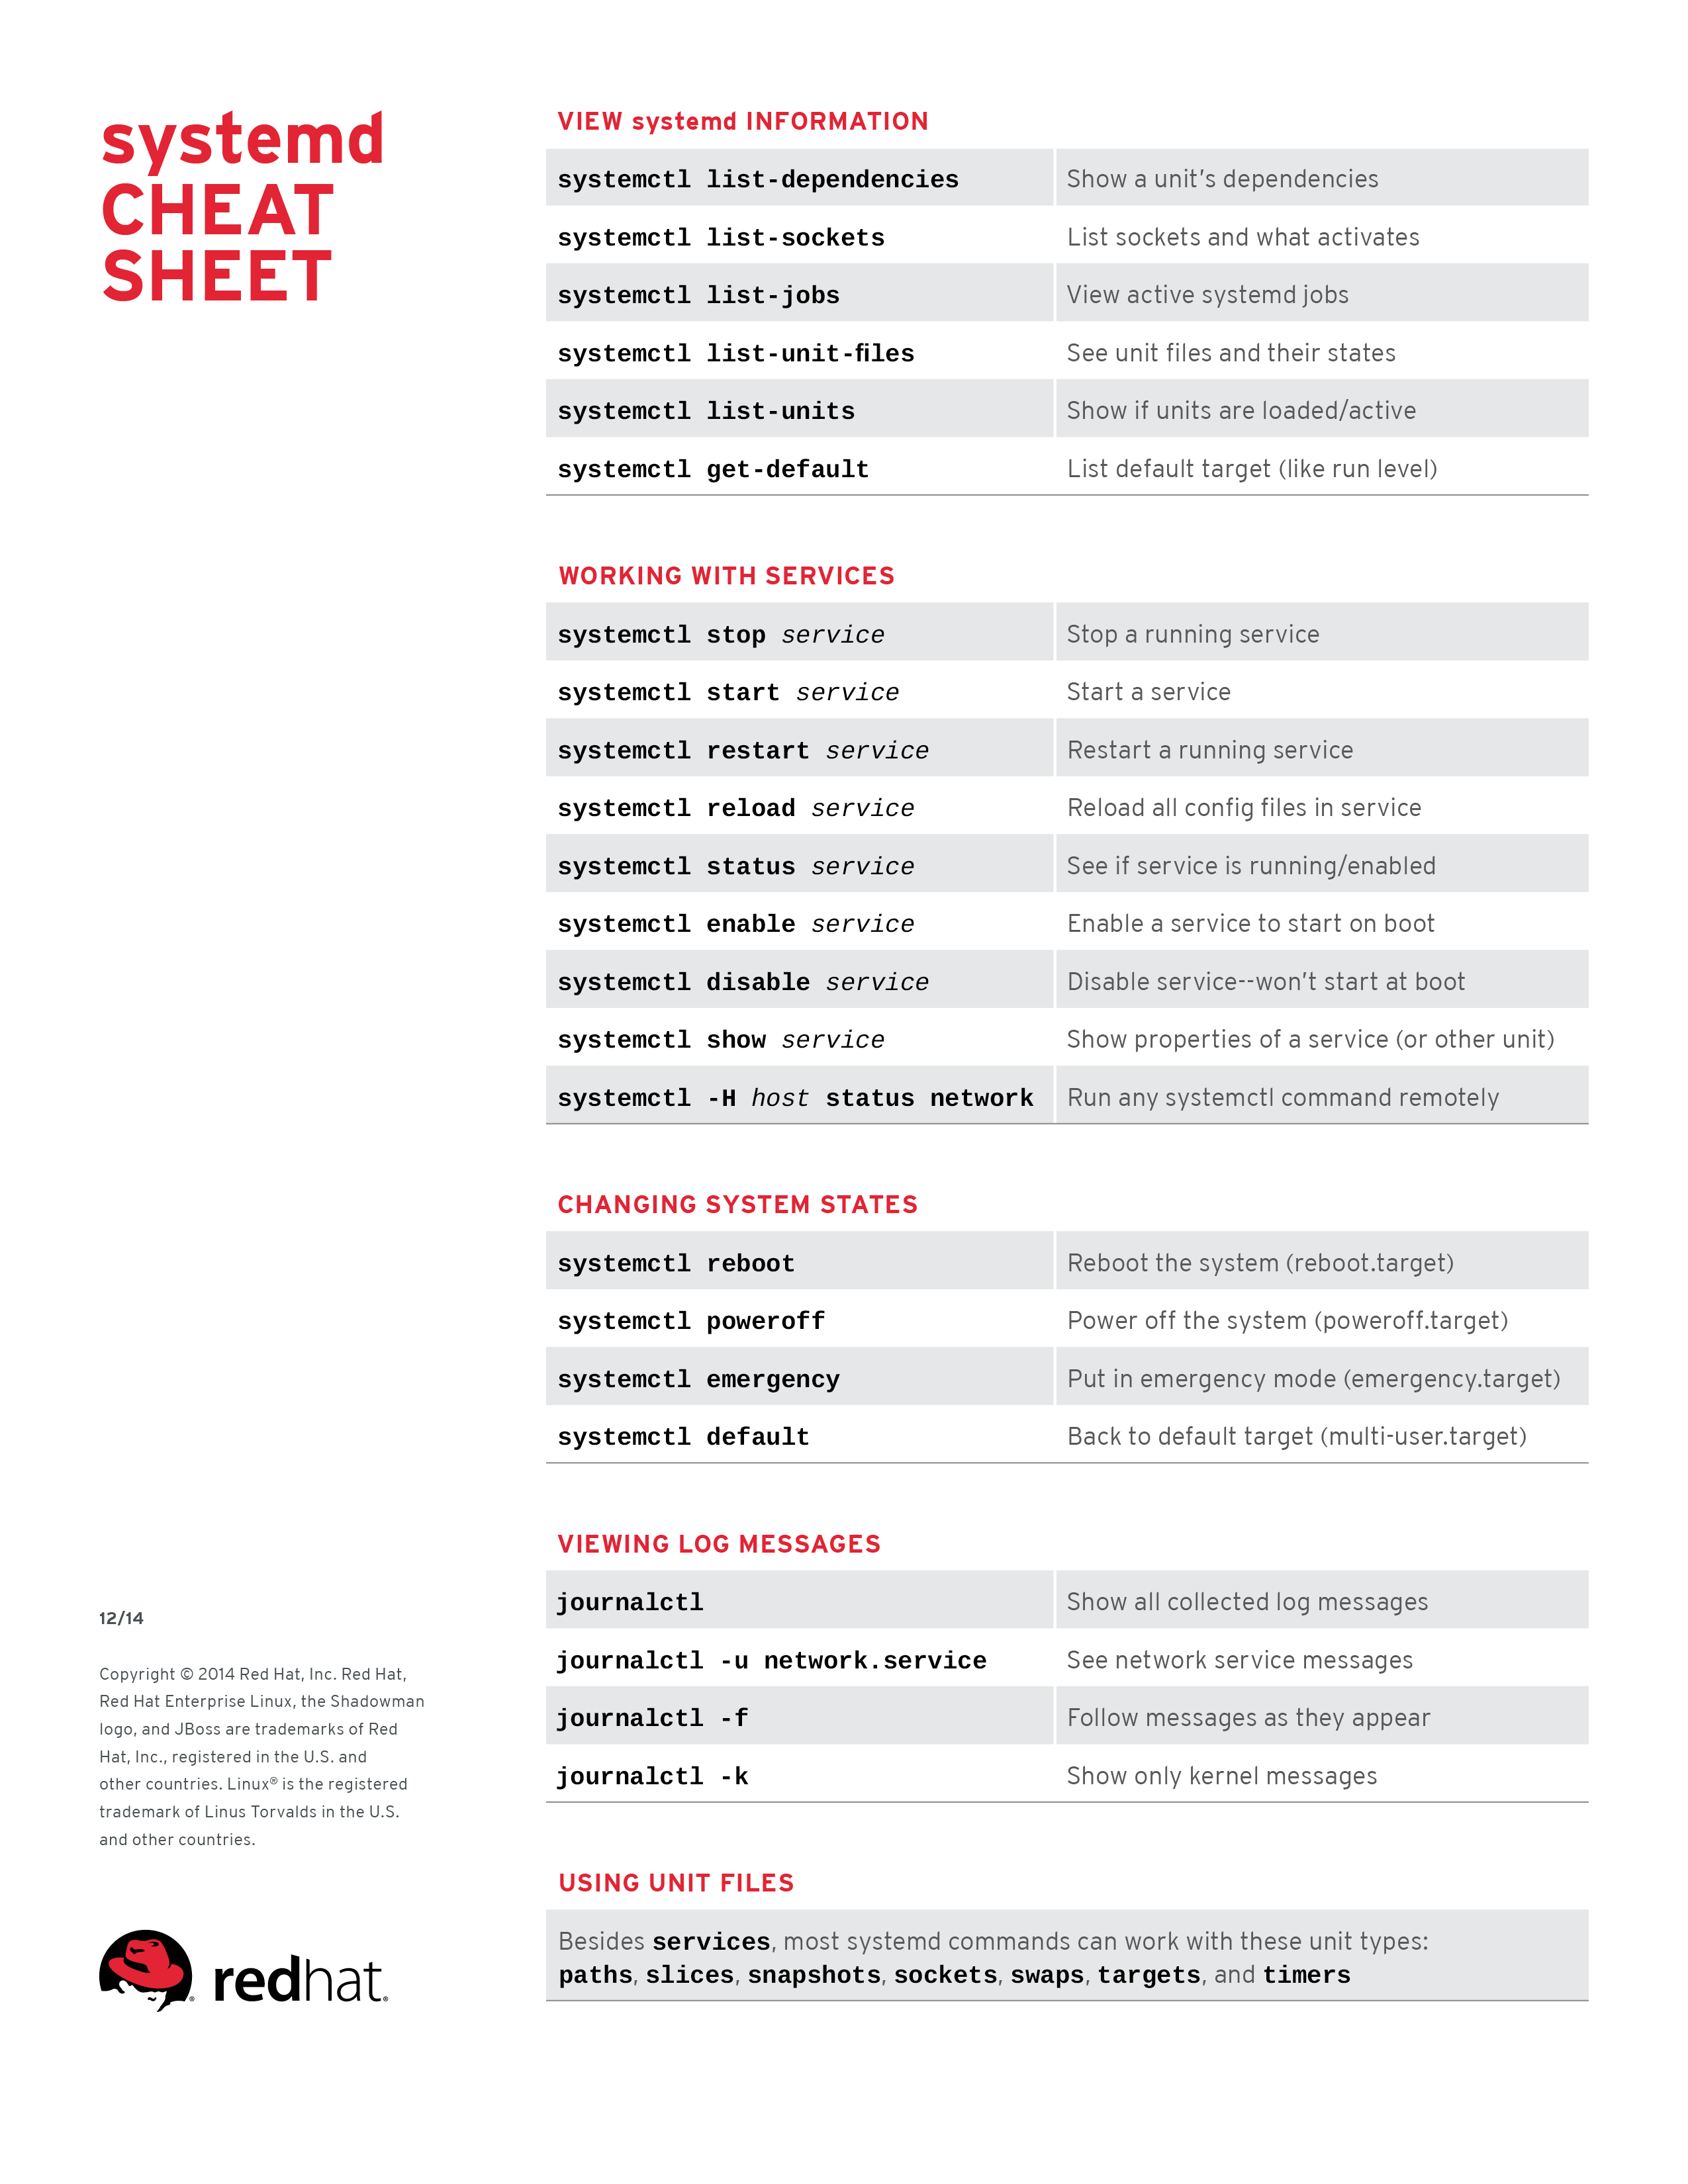 systemd
CHEAT
SHEET
VIEW systemd INFORMATION
systemctl list-dependencies Show a unit’s dependencies
systemctl list-sockets List sockets and what activates
systemctl list-jobs View active systemd jobs
systemctl list-unit-files See unit files and their states
systemctl list-units Show if units are loaded/active
systemctl get-default List default target (like run level)
WORKING WITH SERVICES
systemctl stop service Stop a running service
systemctl start service Start a service
systemctl restart service Restart a running service
systemctl reload service Reload all config files in service
systemctl status service See if service is running/enabled
systemctl enable service Enable a service to start on boot
systemctl disable service Disable service--won’t start at boot
systemctl show service Show properties of a service (or other unit)
systemctl -H host status network Run any systemctl command remotely
CHANGING SYSTEM STATES
systemctl reboot Reboot the system (reboot.target)
systemctl poweroff Power off the system (poweroff.target)
systemctl emergency Put in emergency mode (emergency.target)
systemctl default Back to default target (multi-user.target)
VIEWING LOG MESSAGES
journalctl Show all collected log messages
journalctl -u network.service See network service messages
journalctl -f Follow messages as they appear
journalctl -k Show only kernel messages
USING UNIT FILES
Besides services, most systemd commands can work with these unit types:
paths, slices, snapshots, sockets, swaps, targets, and timers
12/14
Copyright © 2014 Red Hat, Inc. Red Hat,
Red Hat Enterprise Linux, the Shadowman
logo, and JBoss are trademarks of Red
Hat, Inc., registered in the U.S. and
other countries. Linux® is the registered
trademark of Linus Torvalds in the U.S.
and other countries.
® redhat®